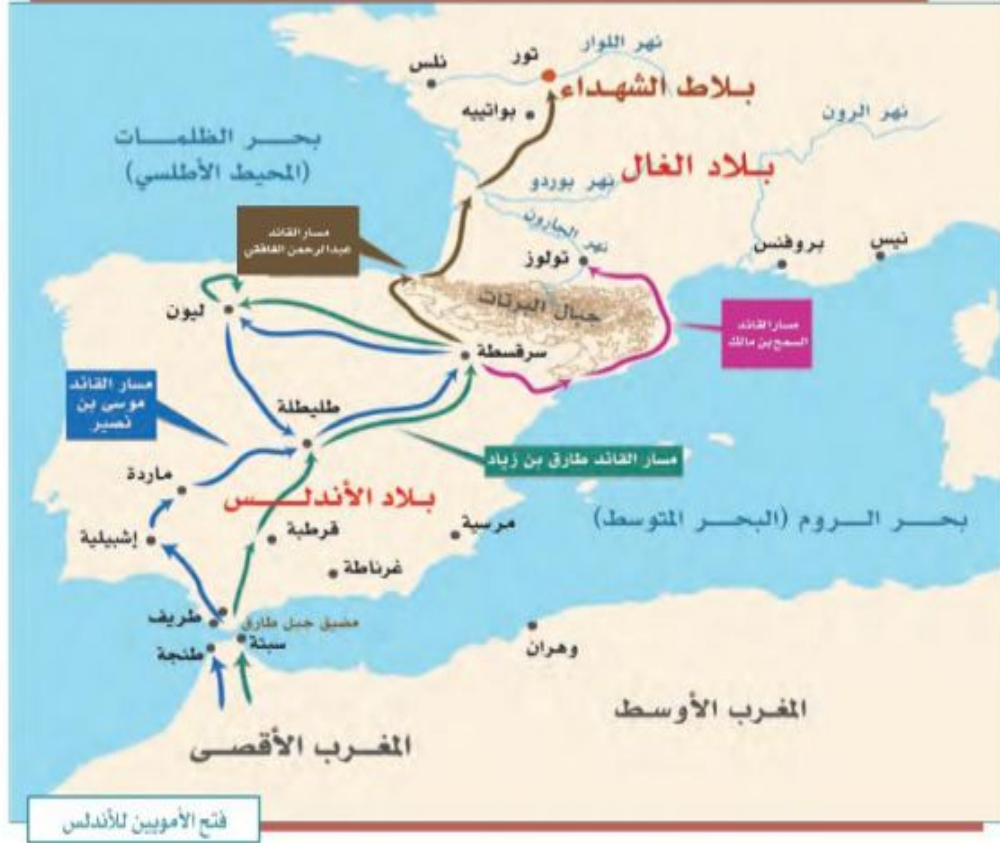 نهر اللوار
تور
نلس
بلاط الشهداء
بواتييه
نهر الرون
بحر الظلمات
(المحيط الأطلسي)
بلاد الغال
نهر بوردو
نهر الجارون
مسار القائد
عبدالرحمن الغافقي
تولوز
بروفنس
نيس
جبال البرتات
ليون
سرقسطة
مسار القائد
السمح بن مالك
مسار القائد
موسى بن
نصير
طليطلة
مسار القائد طارق بن زياد
ماردة
بلاد الأندلس
إشبيلية
قرطبة
مرسية
بحر الروم (البحر المتوسط)
غرناطة
طريف
مضيق جبل طارق
سبتة
طنجة
وهران
المغرب الأوسط
المغرب الأقصى
فتح الأمويين للأندلس